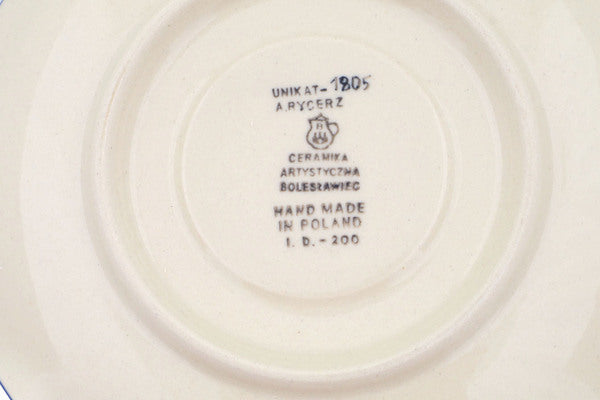 UNIKAT-1805
A.RYCERZ
CERAMIKA
ARTYSTYCZNA
BOLESŁAWIEC
HAND MADE
IN POLAND
I. D. - 200